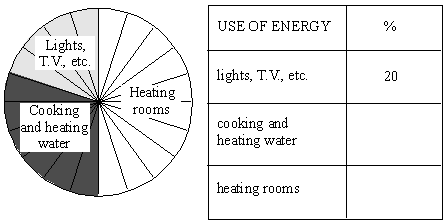 Lights,
T.V., etc.
Heating
rooms
Cooking
and heating
water
USE OF ENERGY %
lights, T.V., etc. 20
cooking and
heating water
heating rooms